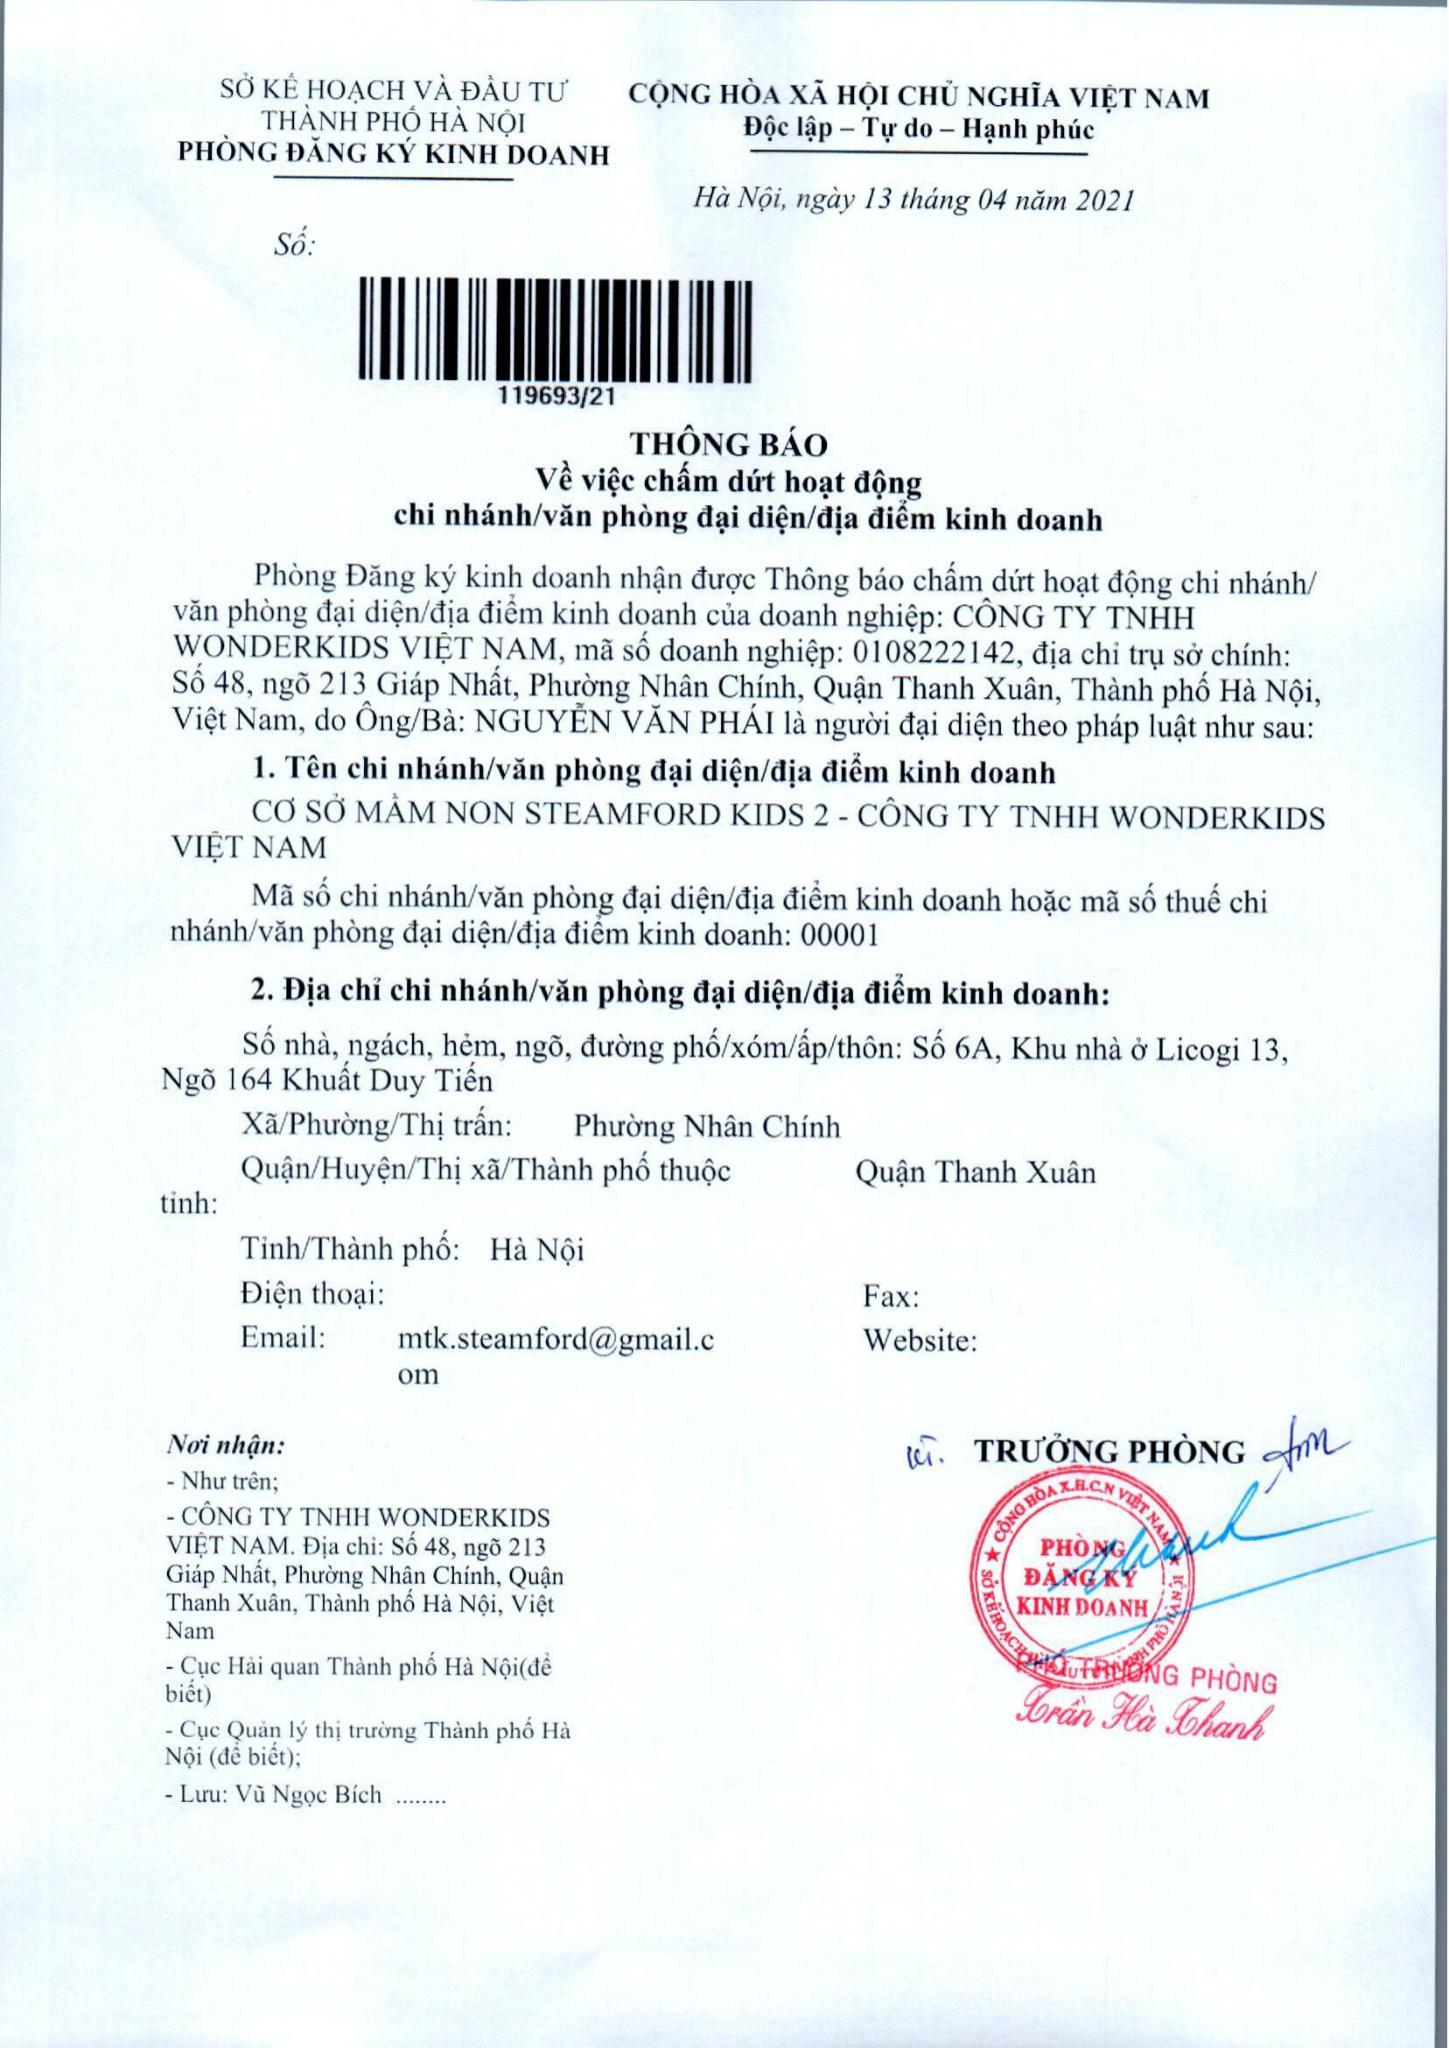 SỞ KẾ HOẠCH VÀ ĐẦU TƯ
THÀNH PHỐ HÀ NỘI
PHÒNG ĐĂNG KÝ KINH DOANH
CỘNG HÒA XÃ HỘI CHỦ NGHĨA VIỆT NAM
Độc lập – Tự do – Hạnh phúc
Hà Nội, ngày 13 tháng 04 năm 2021
Số:
119693/21
THÔNG BÁO
Về việc chấm dứt hoạt động
chi nhánh/văn phòng đại diện/địa điểm kinh doanh
Phòng Đăng ký kinh doanh nhận được Thông báo chấm dứt hoạt động chi nhánh/
văn phòng đại diện/địa điểm kinh doanh của doanh nghiệp: CÔNG TY TNHH
WONDERKIDS VIỆT NAM, mã số doanh nghiệp: 0108222142, địa chỉ trụ sở chính:
Số 48, ngõ 213 Giáp Nhất, Phường Nhân Chính, Quận Thanh Xuân, Thành phố Hà Nội,
Việt Nam, do Ông/Bà: NGUYỄN VĂN PHÁI là người đại diện theo pháp luật như sau:
1. Tên chi nhánh/văn phòng đại diện/địa điểm kinh doanh
CƠ SỞ MẦM NON STEAMFORD KIDS 2 - CÔNG TY TNHH WONDERKIDS
VIỆT NAM
Mã số chi nhánh/văn phòng đại diện/địa điểm kinh doanh hoặc mã số thuế chi
nhánh/văn phòng đại diện/địa điểm kinh doanh: 00001
2. Địa chỉ chi nhánh/văn phòng đại diện/địa điểm kinh doanh:
Số nhà, ngách, hẻm, ngõ, đường phố/xóm/ấp/thôn: Số 6A, Khu nhà ở Licogi 13,
Ngõ 164 Khuất Duy Tiến
Xã/Phường/Thị trấn: Phường Nhân Chính
Quận/Huyện/Thị xã/Thành phố thuộc Quận Thanh Xuân
tỉnh:
Tỉnh/Thành phố: Hà Nội
Điện thoại: Fax:
Email: mtk.steamford@gmail.c Website:
om
Nơi nhận:
- Như trên;
- CÔNG TY TNHH WONDERKIDS
VIỆT NAM. Địa chỉ: Số 48, ngõ 213
Giáp Nhất, Phường Nhân Chính, Quận
Thanh Xuân, Thành phố Hà Nội, Việt
Nam
- Cục Hải quan Thành phố Hà Nội(để
biết)
- Cục Quản lý thị trường Thành phố Hà
Nội (để biết);
- Lưu: Vũ Ngọc Bích ........
KT. TRƯỞNG PHÒNG
CỘNG HÒA X.H.C.N VIỆT NAM
PHÒNG
ĐĂNG KÝ
KINH DOANH
PHÓ TRƯỞNG PHÒNG
Trần Hà Thanh